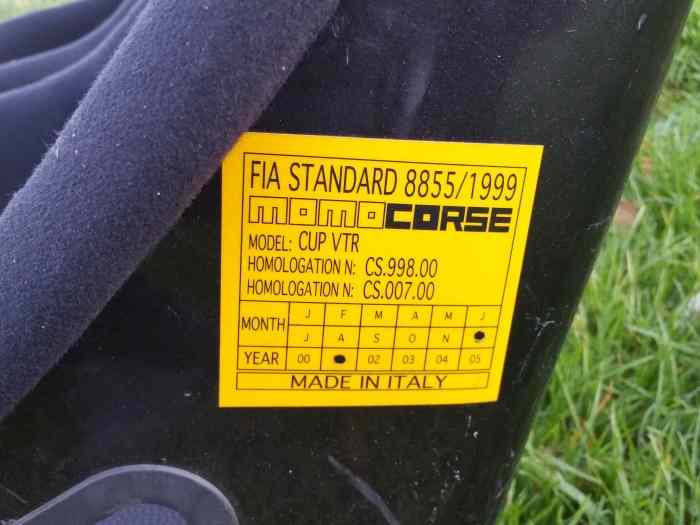 FIA STANDARD 8855/1999
MOMOCORSE
MODEL: CUP VTR
HOMOLOGATION N: CS.998.00
HOMOLOGATION N: CS.007.00
MONTH
J F M A M J
J A S O N
YEAR 00 02 03 04 05
MADE IN ITALY